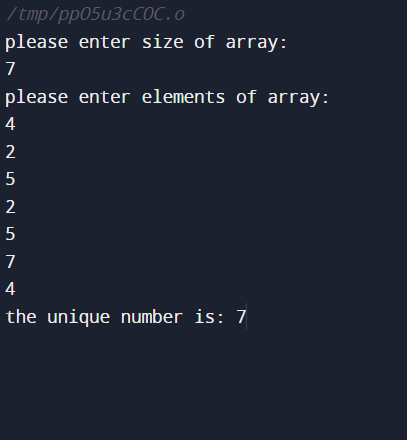 /tmp/ppO5u3cCOC.o
please enter size of array:
7
please enter elements of array:
4
2
5
2
5
7
4
the unique number is: 7